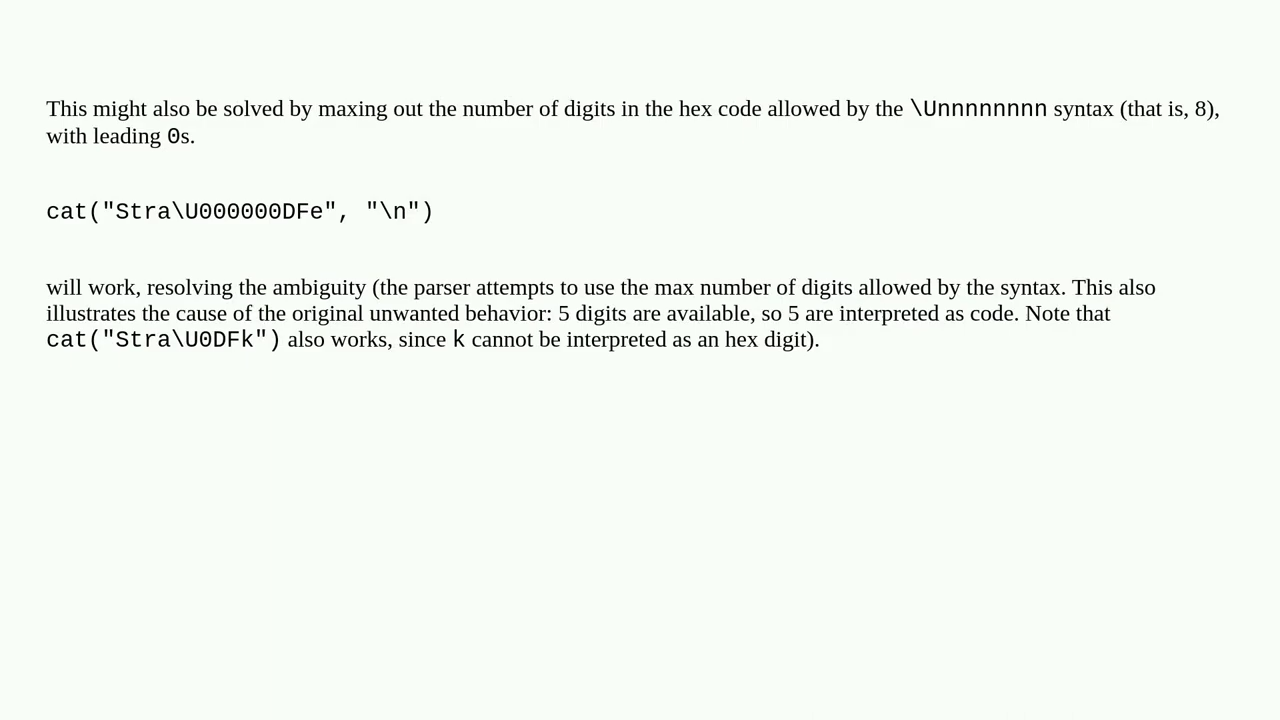 This might also be solved by maxing out the number of digits in the hex code allowed by the \Unnnnnnnn syntax (that is, 8),
with leading 0s.
cat("Stra\U000000DFe", "\n")
will work, resolving the ambiguity (the parser attempts to use the max number of digits allowed by the syntax. This also
illustrates the cause of the original unwanted behavior: 5 digits are available, so 5 are interpreted as code. Note that
cat("Stra\U0DFk") also works, since k cannot be interpreted as an hex digit).